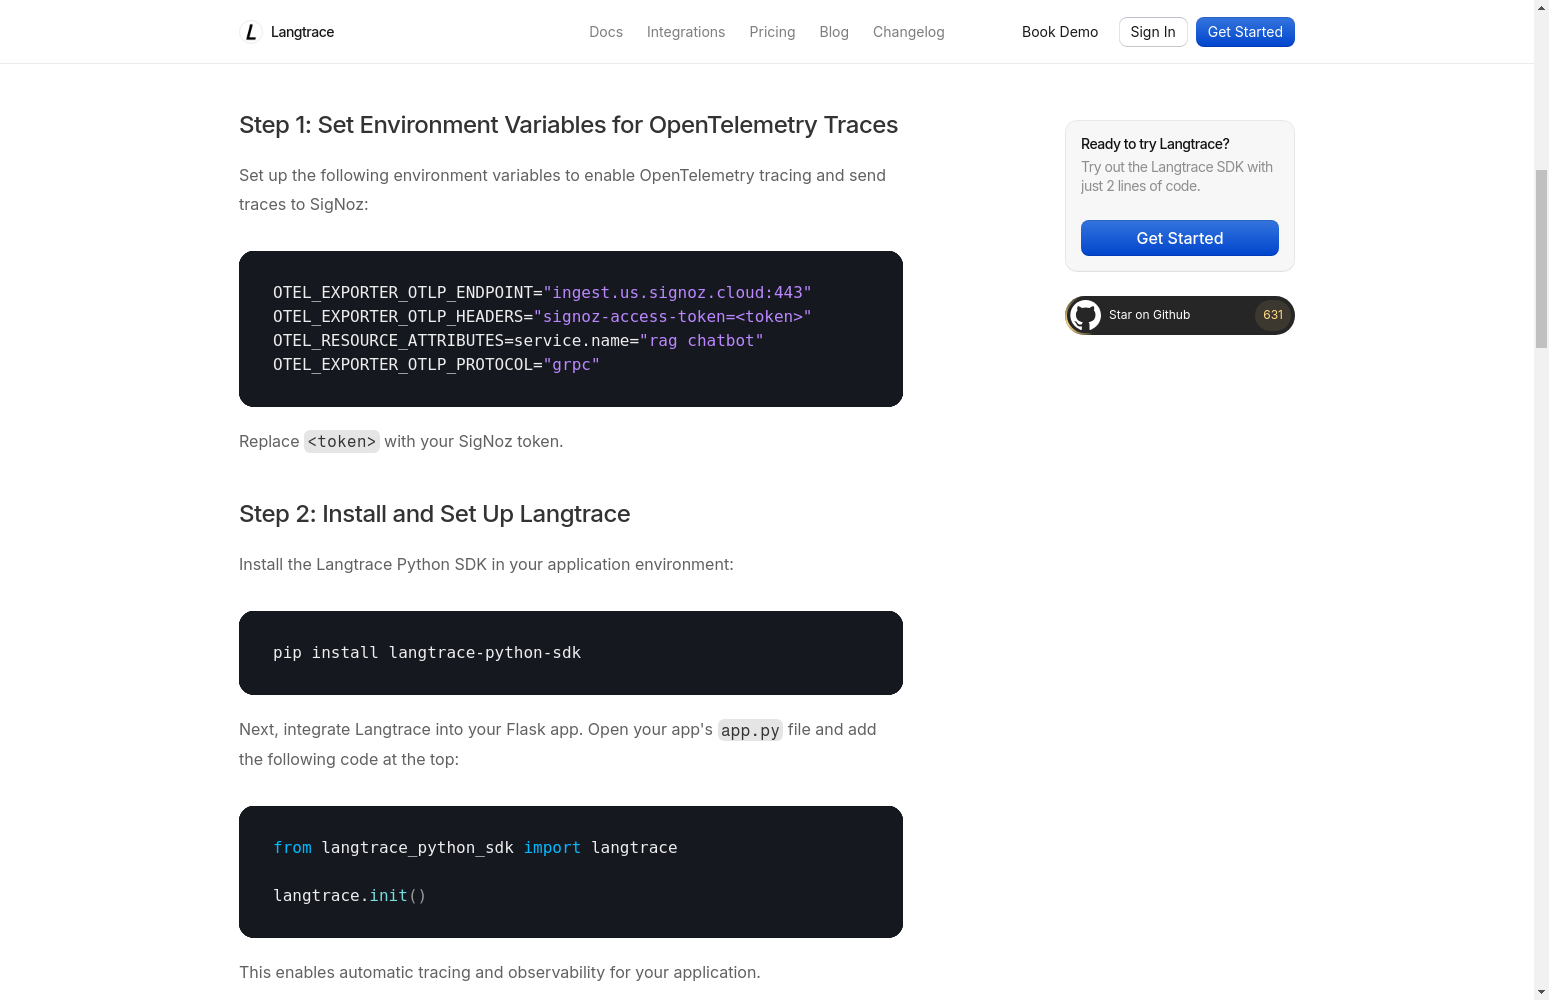 Langtrace
Docs
Integrations
Pricing
Blog
Changelog
Book Demo
Sign In
Get Started
Step 1: Set Environment Variables for OpenTelemetry Traces
Set up the following environment variables to enable OpenTelemetry tracing and send
traces to SigNoz:
OTEL_EXPORTER_OTLP_ENDPOINT="ingest.us.signoz.cloud:443"
OTEL_EXPORTER_OTLP_HEADERS="signoz-access-token=<token>"
OTEL_RESOURCE_ATTRIBUTES=service.name="rag chatbot"
OTEL_EXPORTER_OTLP_PROTOCOL="grpc"
Replace <token> with your SigNoz token.
Step 2: Install and Set Up Langtrace
Install the Langtrace Python SDK in your application environment:
pip install langtrace-python-sdk
Next, integrate Langtrace into your Flask app. Open your app's app.py file and add
the following code at the top:
from langtrace_python_sdk import langtrace
langtrace.init()
This enables automatic tracing and observability for your application.
Ready to try Langtrace?
Try out the Langtrace SDK with
just 2 lines of code.
Get Started
Star on Github
631